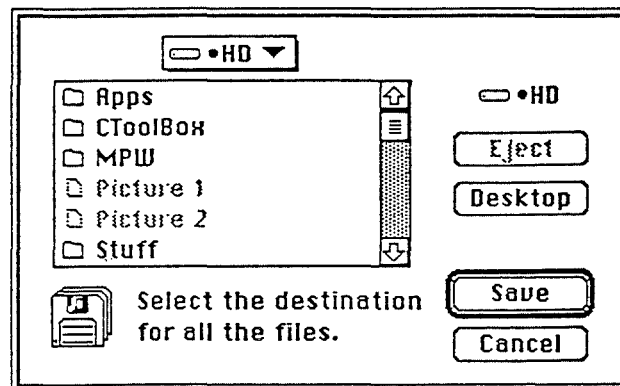 •HD
Apps
CToolBox
MPW
Picture 1
Picture 2
Stuff
•HD
Eject
Desktop
Select the destination
for all the files.
Save
Cancel